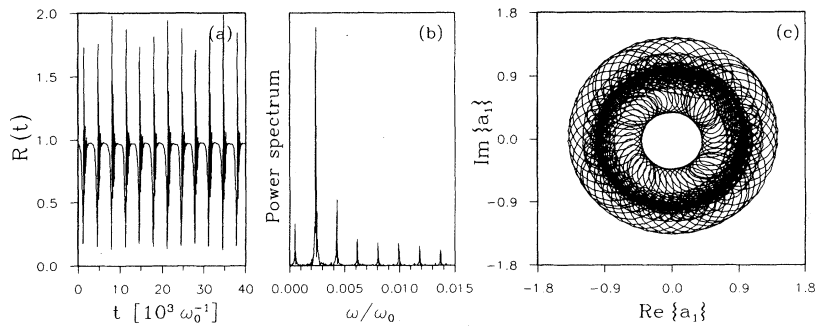 (a)
2.0
1.5
1.0
0.5
0.0
R(t)
0 10 20 30 40
t [10³ ω₀⁻¹]
(b)
Power spectrum
0.000 0.005 0.010 0.015
ω/ω₀
(c)
1.8
0.9
0.0
−0.9
−1.8
Im {a₁}
−1.8 −0.9 0.0 0.9 1.8
Re {a₁}